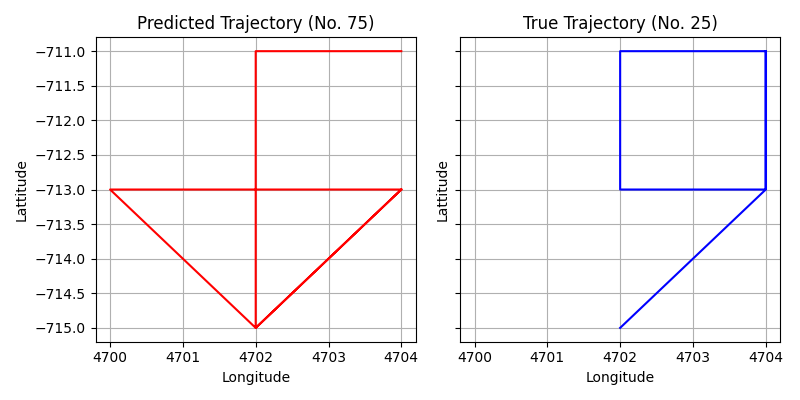 Predicted Trajectory (No. 75)
True Trajectory (No. 25)
−711.0
−711.5
−712.0
−712.5
−713.0
−713.5
−714.0
−714.5
−715.0
Lattitude
Lattitude
4700 4701 4702 4703 4704
4700 4701 4702 4703 4704
Longitude
Longitude